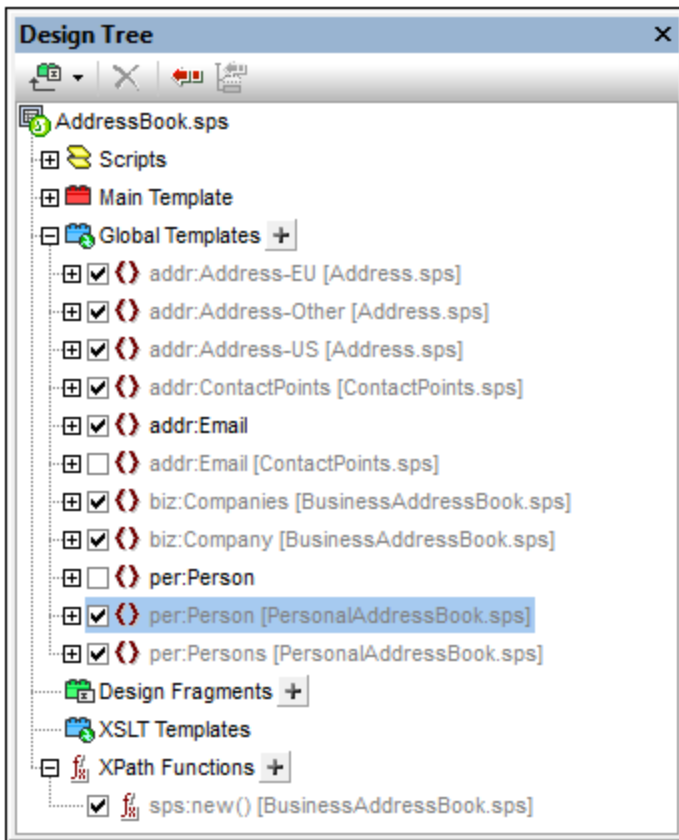 Design Tree
AddressBook.sps
Scripts
Main Template
Global Templates
addr:Address-EU [Address.sps]
addr:Address-Other [Address.sps]
addr:Address-US [Address.sps]
addr:ContactPoints [ContactPoints.sps]
addr:Email
addr:Email [ContactPoints.sps]
biz:Companies [BusinessAddressBook.sps]
biz:Company [BusinessAddressBook.sps]
per:Person
per:Person [PersonalAddressBook.sps]
per:Persons [PersonalAddressBook.sps]
Design Fragments
XSLT Templates
XPath Functions
sps:new() [BusinessAddressBook.sps]